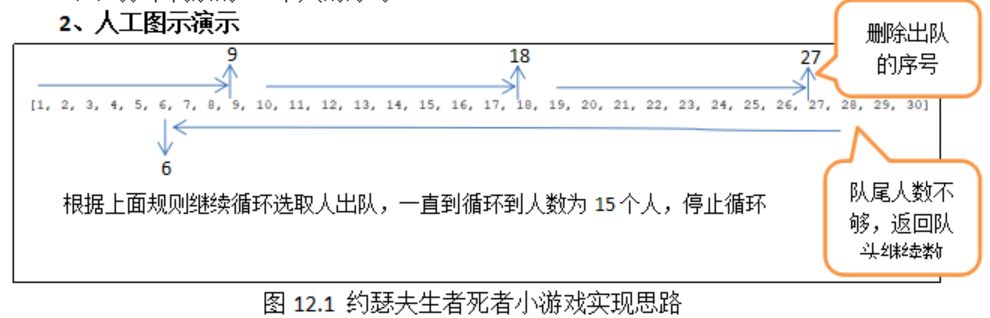 2、人工图示演示
删除出队
的序号
9
18
27
[1, 2, 3, 4, 5, 6, 7, 8, 9, 10, 11, 12, 13, 14, 15, 16, 17, 18, 19, 20, 21, 22, 23, 24, 25, 26, 27, 28, 29, 30]
6
根据上面规则继续循环选取人出队，一直到循环到人数为 15 个人，停止循环
队尾人数不
够，返回队
头继续数
图 12.1 约瑟夫生者死者小游戏实现思路